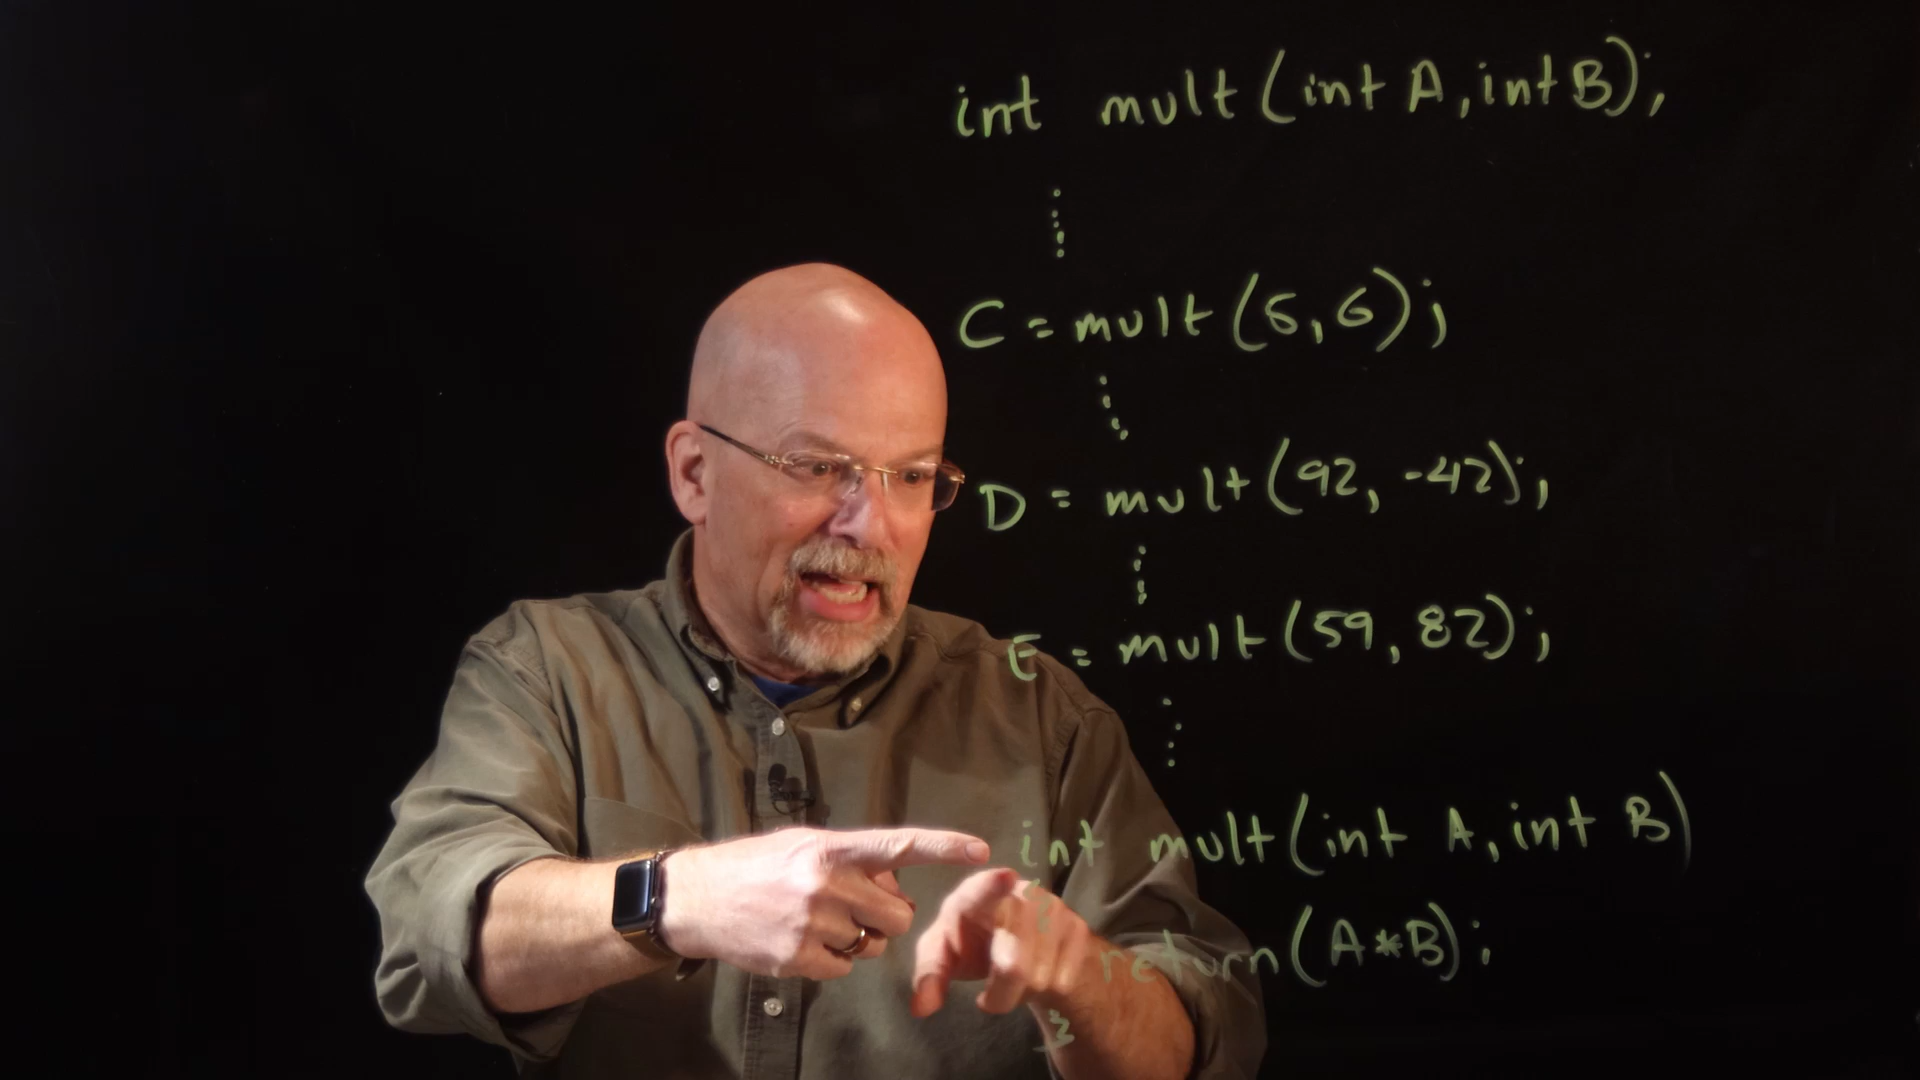 int mult (int A, int B);
⋮
C = mult (5, 6);
⋮
D = mult (92, -42);
⋮
E = mult (59, 82);
⋮
int mult (int A, int B)
{
return (A*B);
}